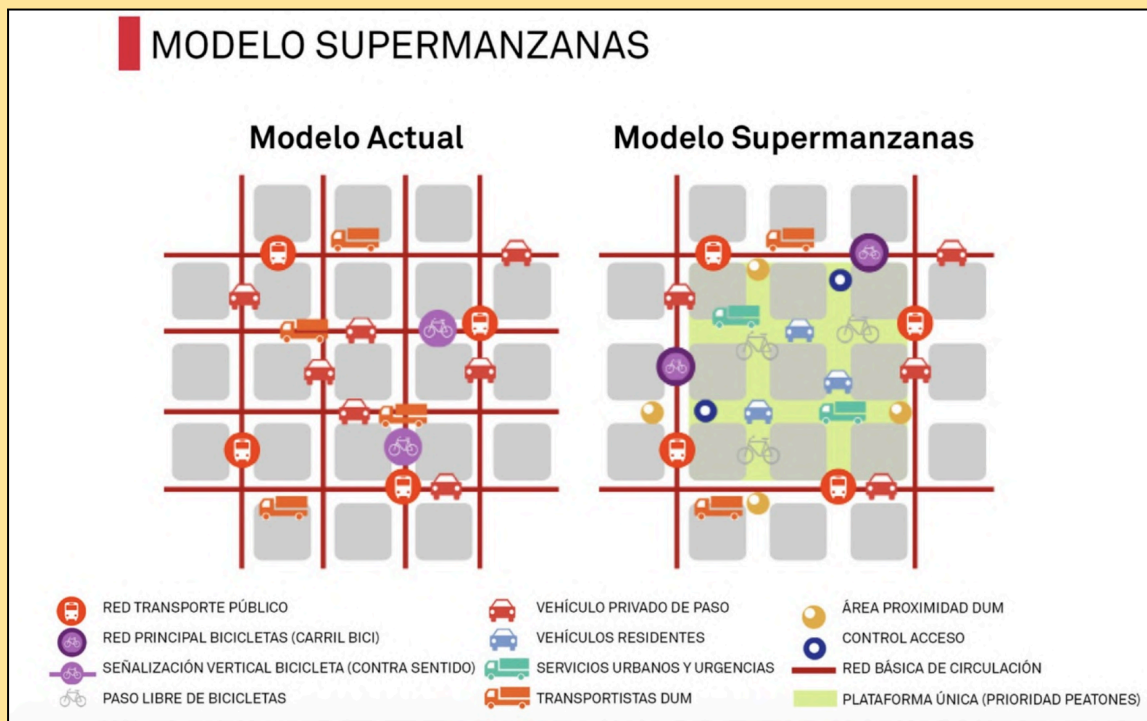 MODELO SUPERMANZANAS
Modelo Actual
Modelo Supermanzanas
RED TRANSPORTE PÚBLICO
RED PRINCIPAL BICICLETAS (CARRIL BICI)
SEÑALIZACIÓN VERTICAL BICICLETA (CONTRA SENTIDO)
PASO LIBRE DE BICICLETAS
VEHÍCULO PRIVADO DE PASO
VEHÍCULOS RESIDENTES
SERVICIOS URBANOS Y URGENCIAS
TRANSPORTISTAS DUM
ÁREA PROXIMIDAD DUM
CONTROL ACCESO
RED BÁSICA DE CIRCULACIÓN
PLATAFORMA ÚNICA (PRIORIDAD PEATONES)